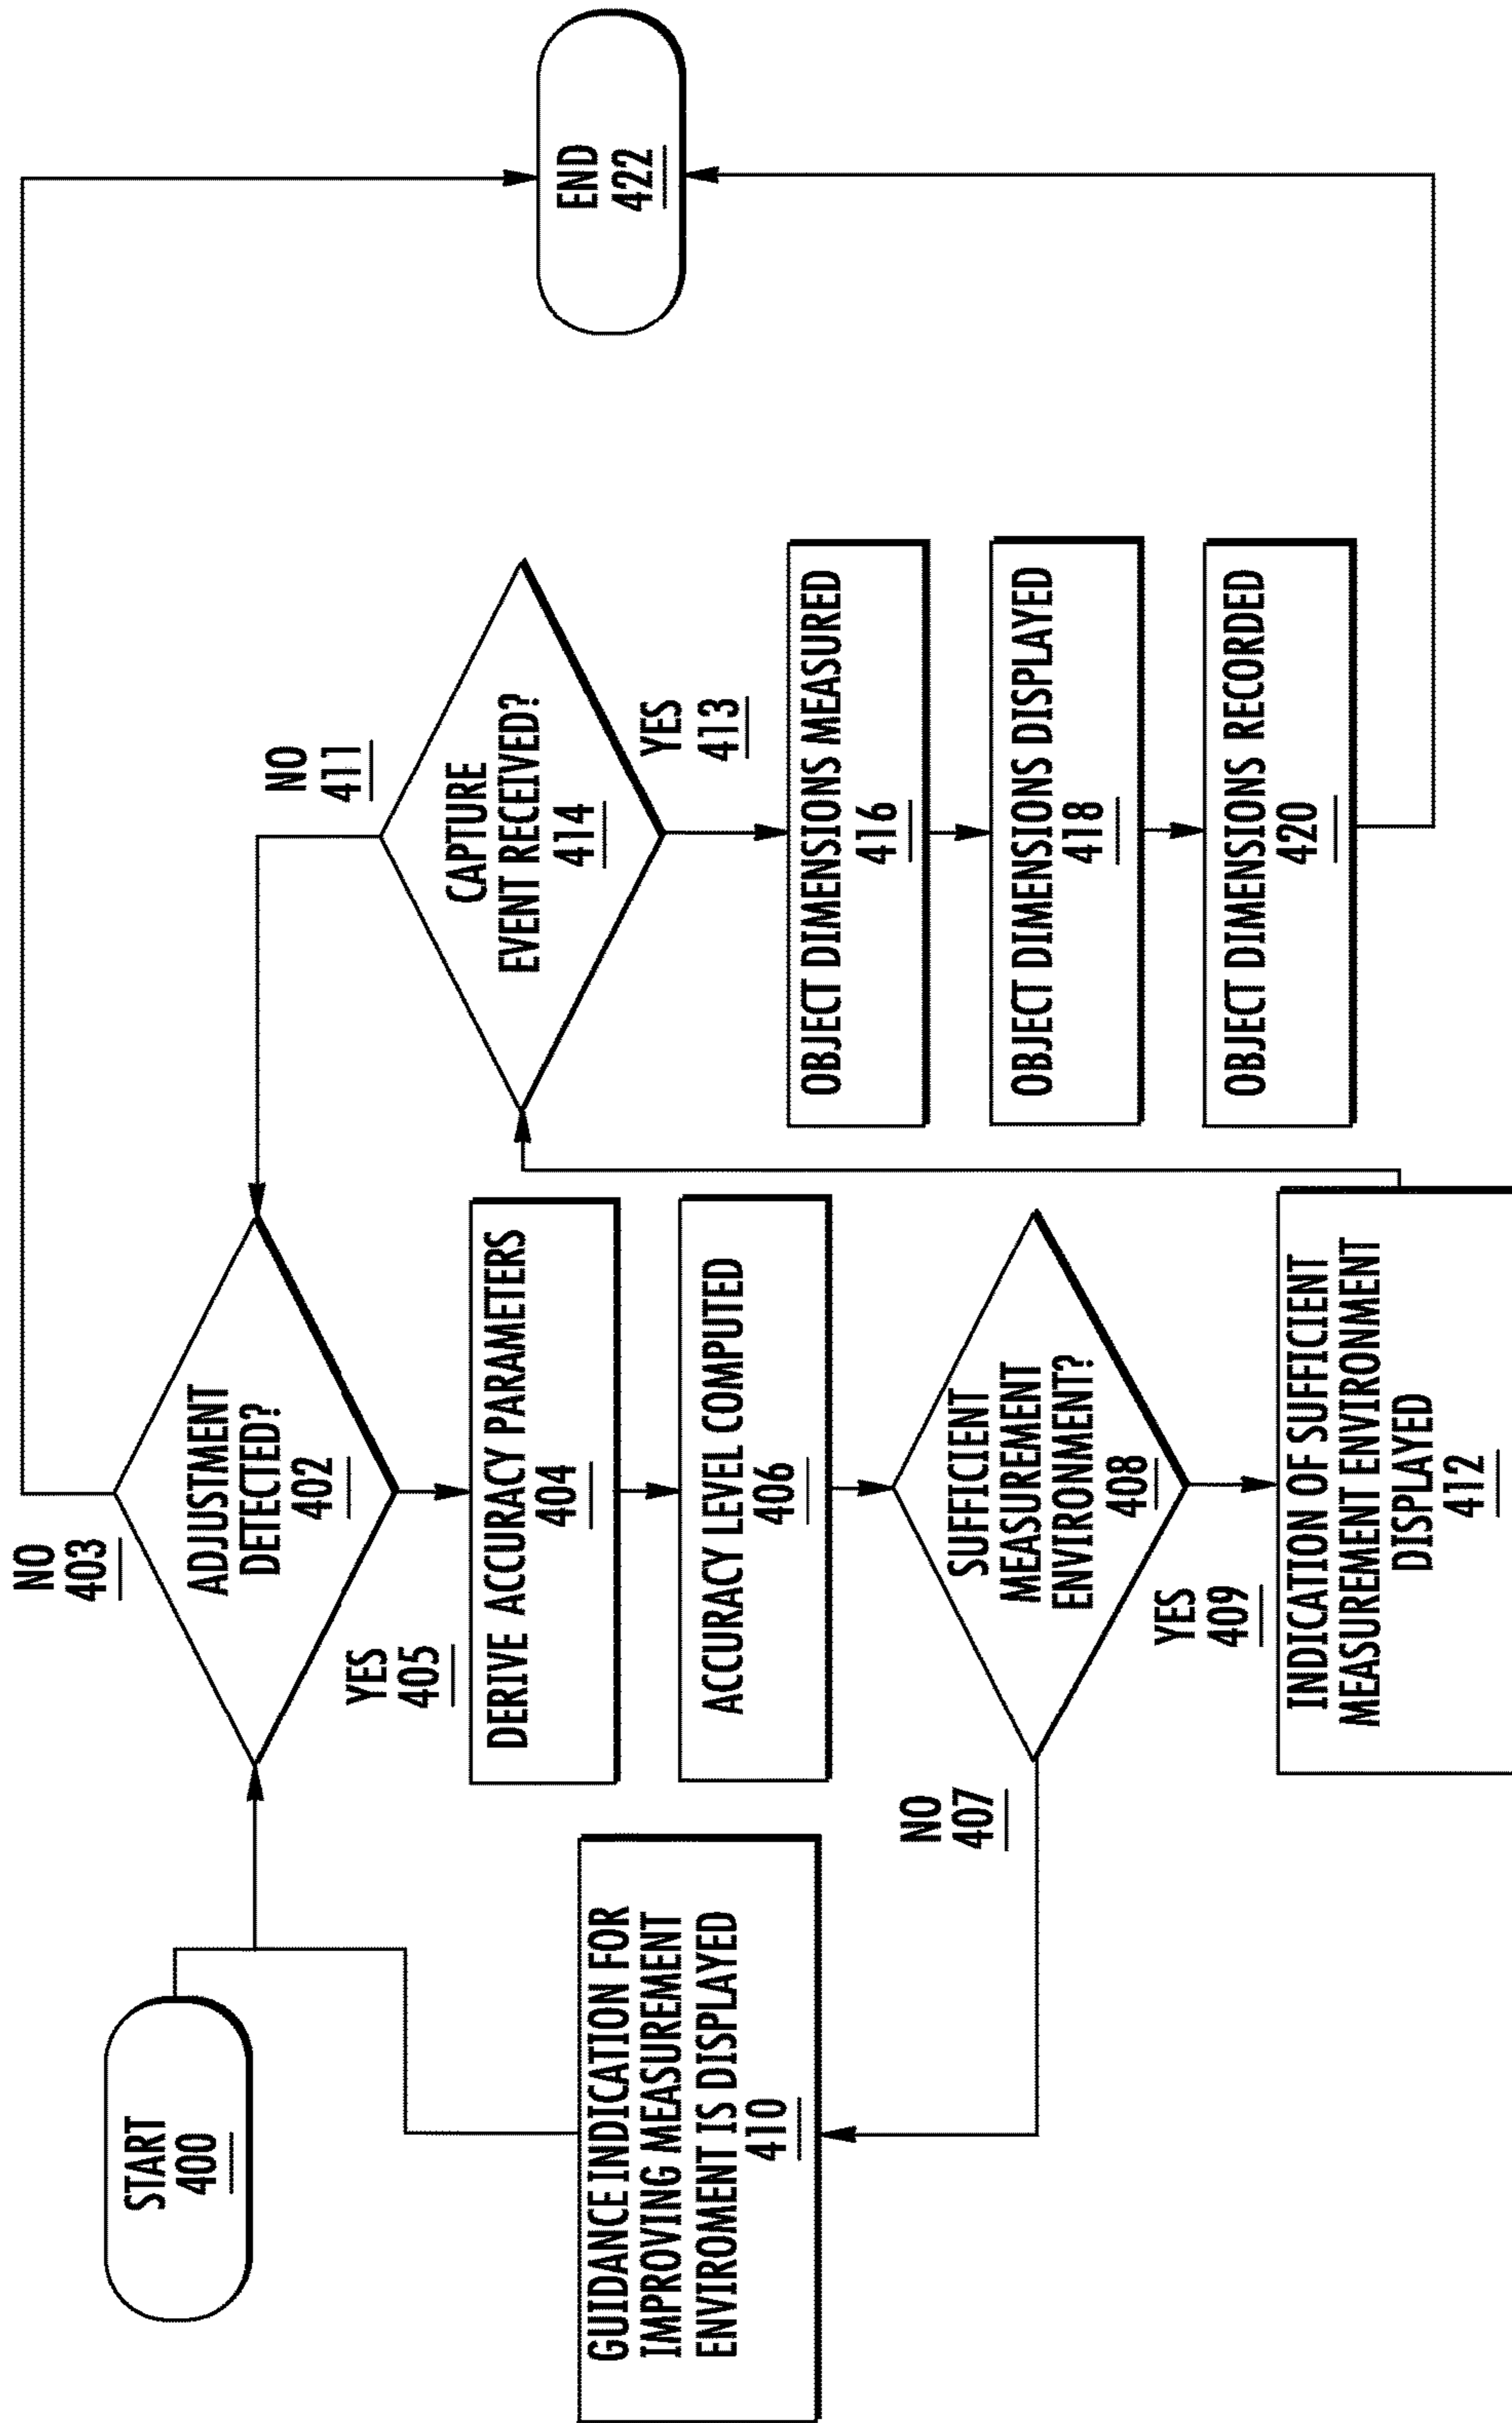 START
400
NO
403
ADJUSTMENT
DETECTED?
402
YES
405
DERIVE ACCURACY PARAMETERS
404
ACCURACY LEVEL COMPUTED
406
SUFFICIENT
MEASUREMENT
ENVIRONMENT?
408
NO
407
GUIDANCE INDICATION FOR
IMPROVING MEASUREMENT
ENVIROMENT IS DISPLAYED
410
YES
409
INDICATION OF SUFFICIENT
MEASUREMENT ENVIRONMENT
DISPLAYED
412
NO
411
CAPTURE
EVENT RECEIVED?
414
YES
413
OBJECT DIMENSIONS MEASURED
416
OBJECT DIMENSIONS DISPLAYED
418
OBJECT DIMENSIONS RECORDED
420
END
422